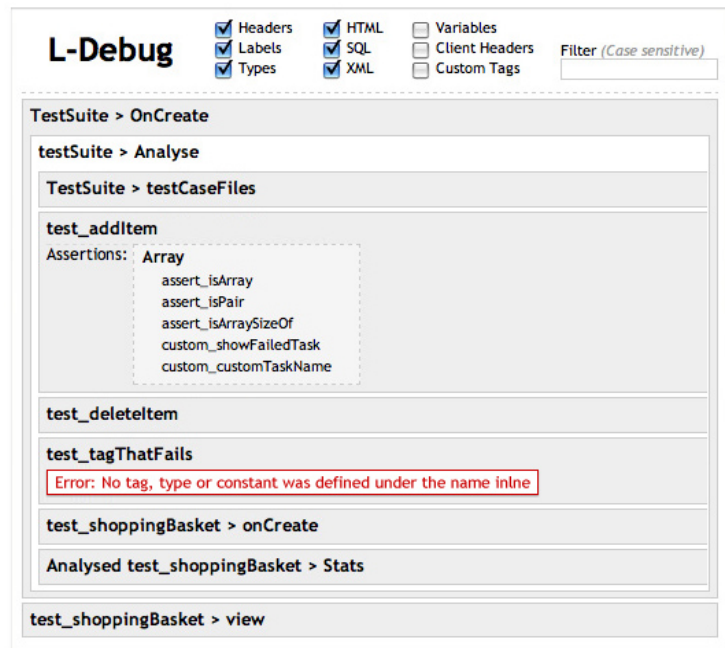 L-Debug
Headers HTML Variables
Labels SQL Client Headers
Types XML Custom Tags
Filter (Case sensitive)
TestSuite > OnCreate
testSuite > Analyse
TestSuite > testCaseFiles
test_addItem
Assertions: Array
assert_isArray
assert_isPair
assert_isArraySizeOf
custom_showFailedTask
custom_customTaskName
test_deleteItem
test_tagThatFails
Error: No tag, type or constant was defined under the name inlne
test_shoppingBasket > onCreate
Analysed test_shoppingBasket > Stats
test_shoppingBasket > view